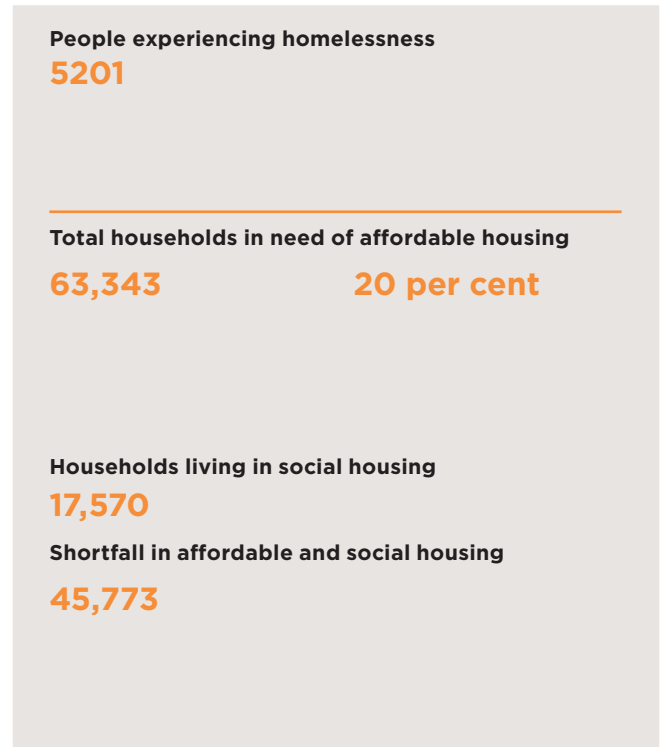 People experiencing homelessness
5201
Total households in need of affordable housing
63,343 20 per cent
Households living in social housing
17,570
Shortfall in affordable and social housing
45,773